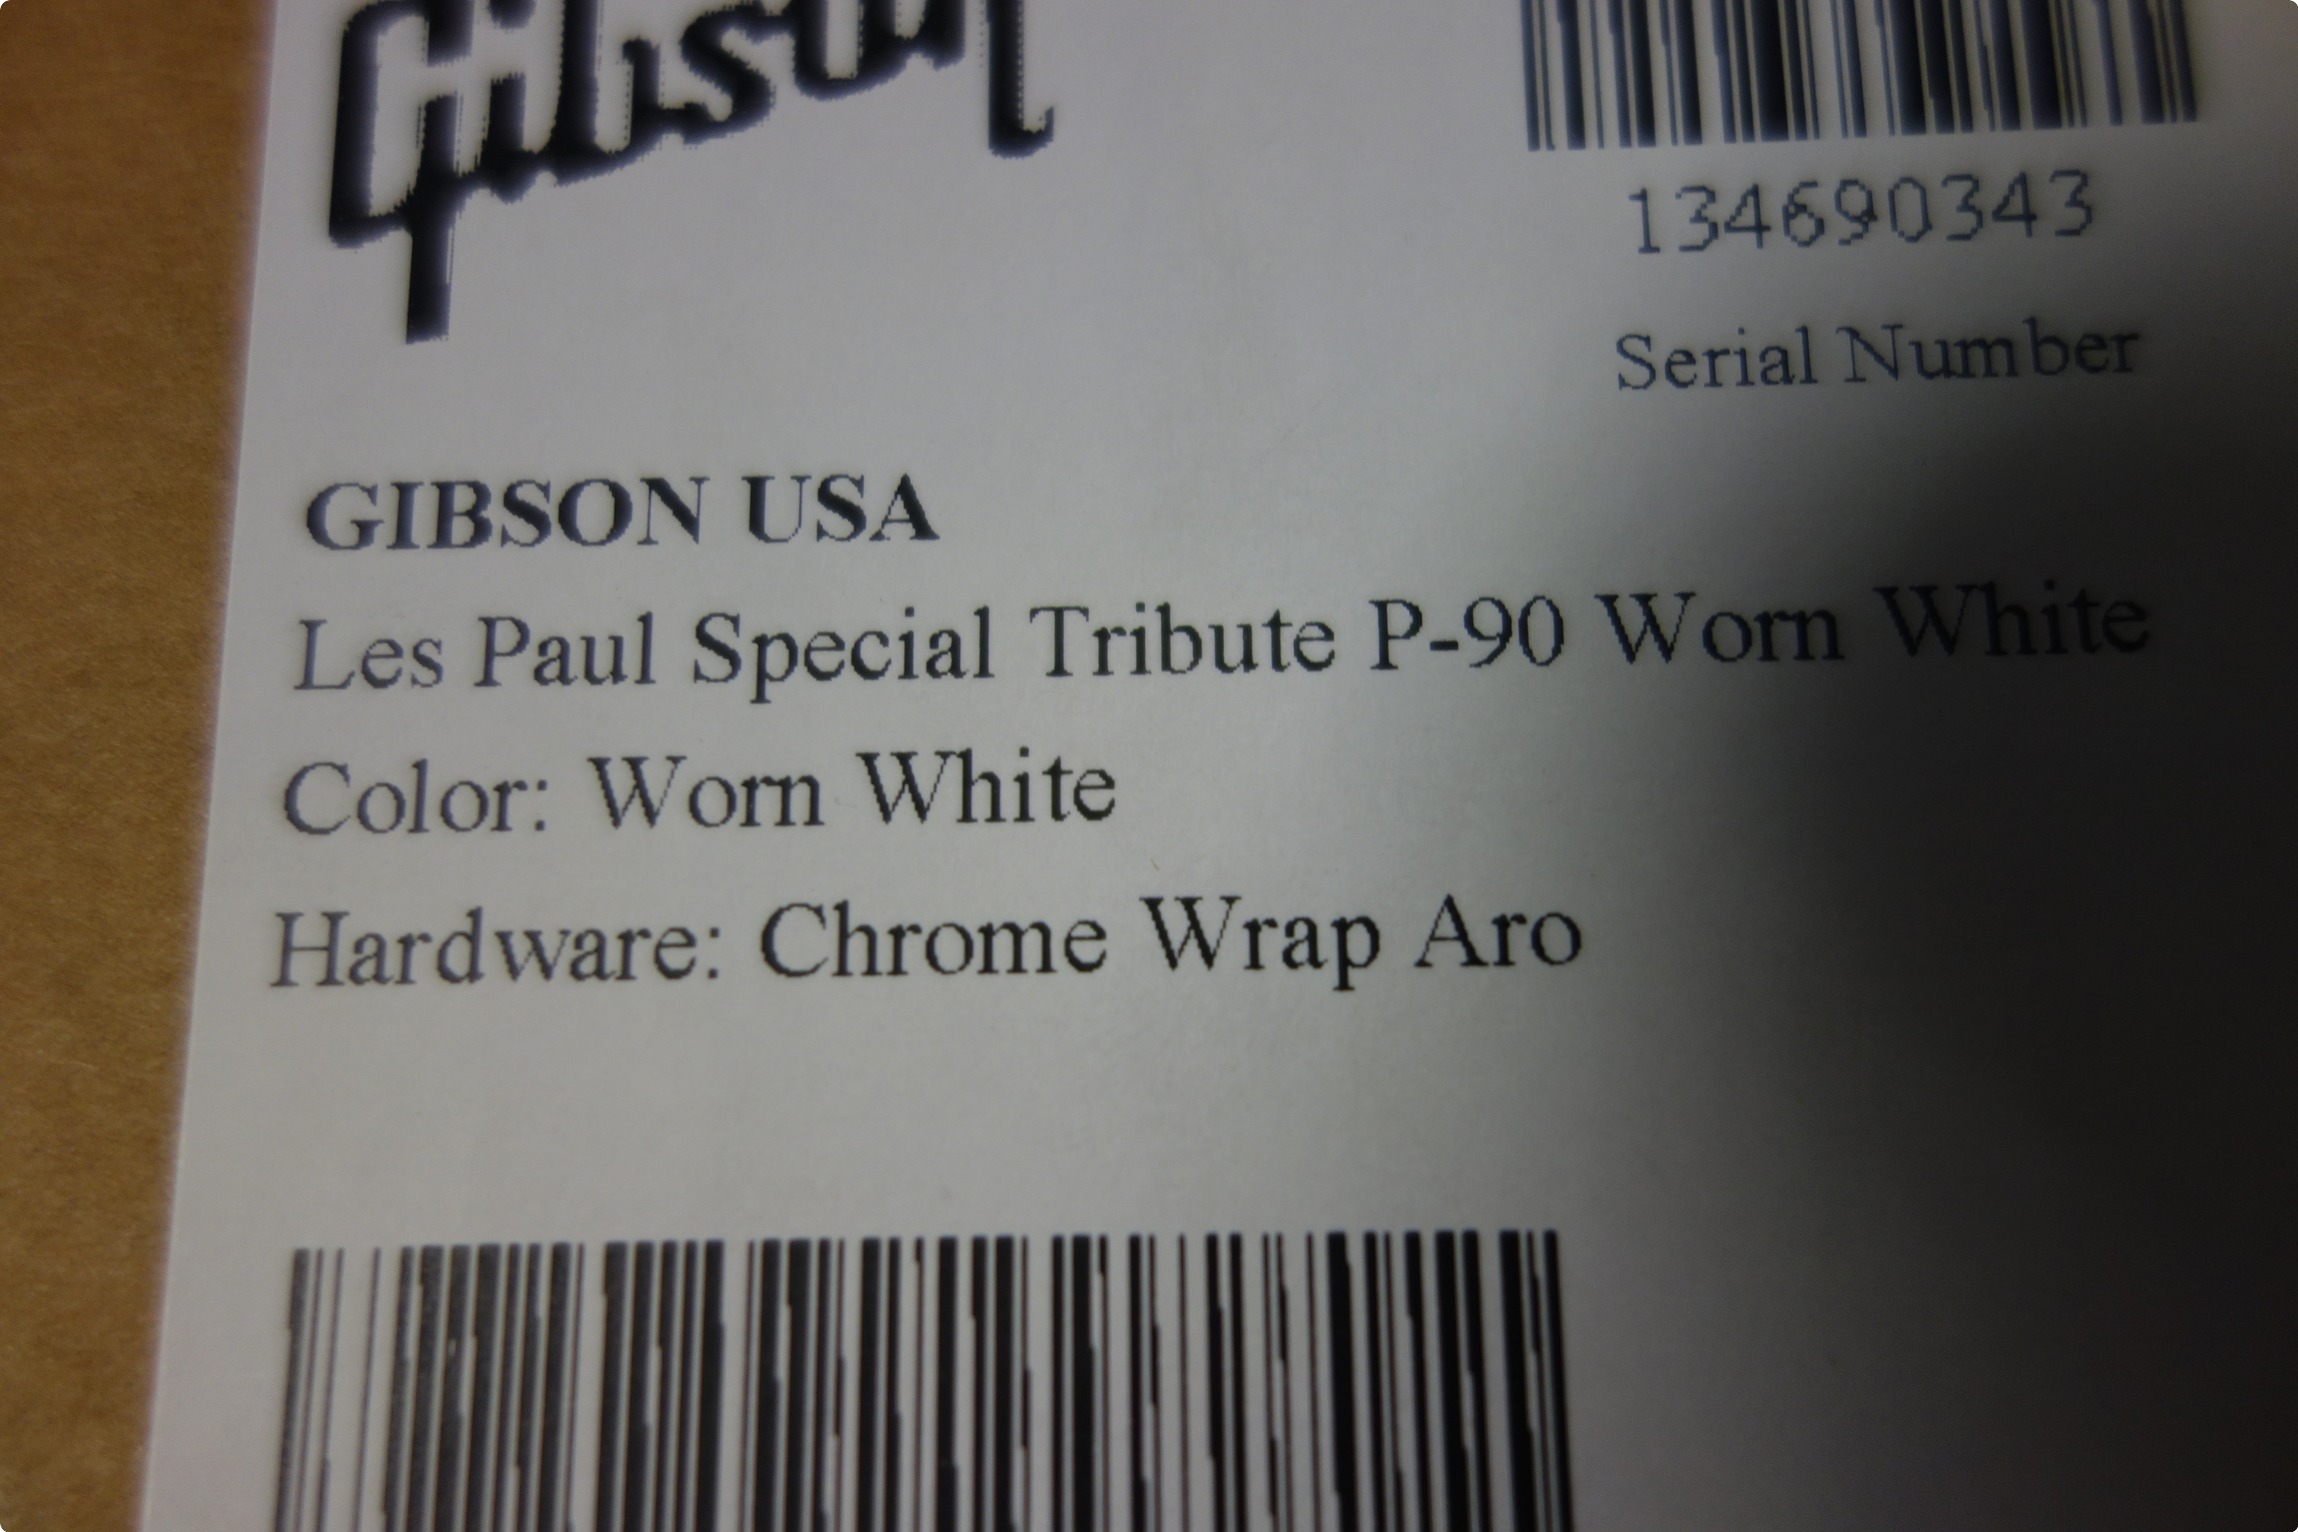 Gibson
134690343
Serial Number
GIBSON USA
Les Paul Special Tribute P-90 Worn White
Color: Worn White
Hardware: Chrome Wrap Aro